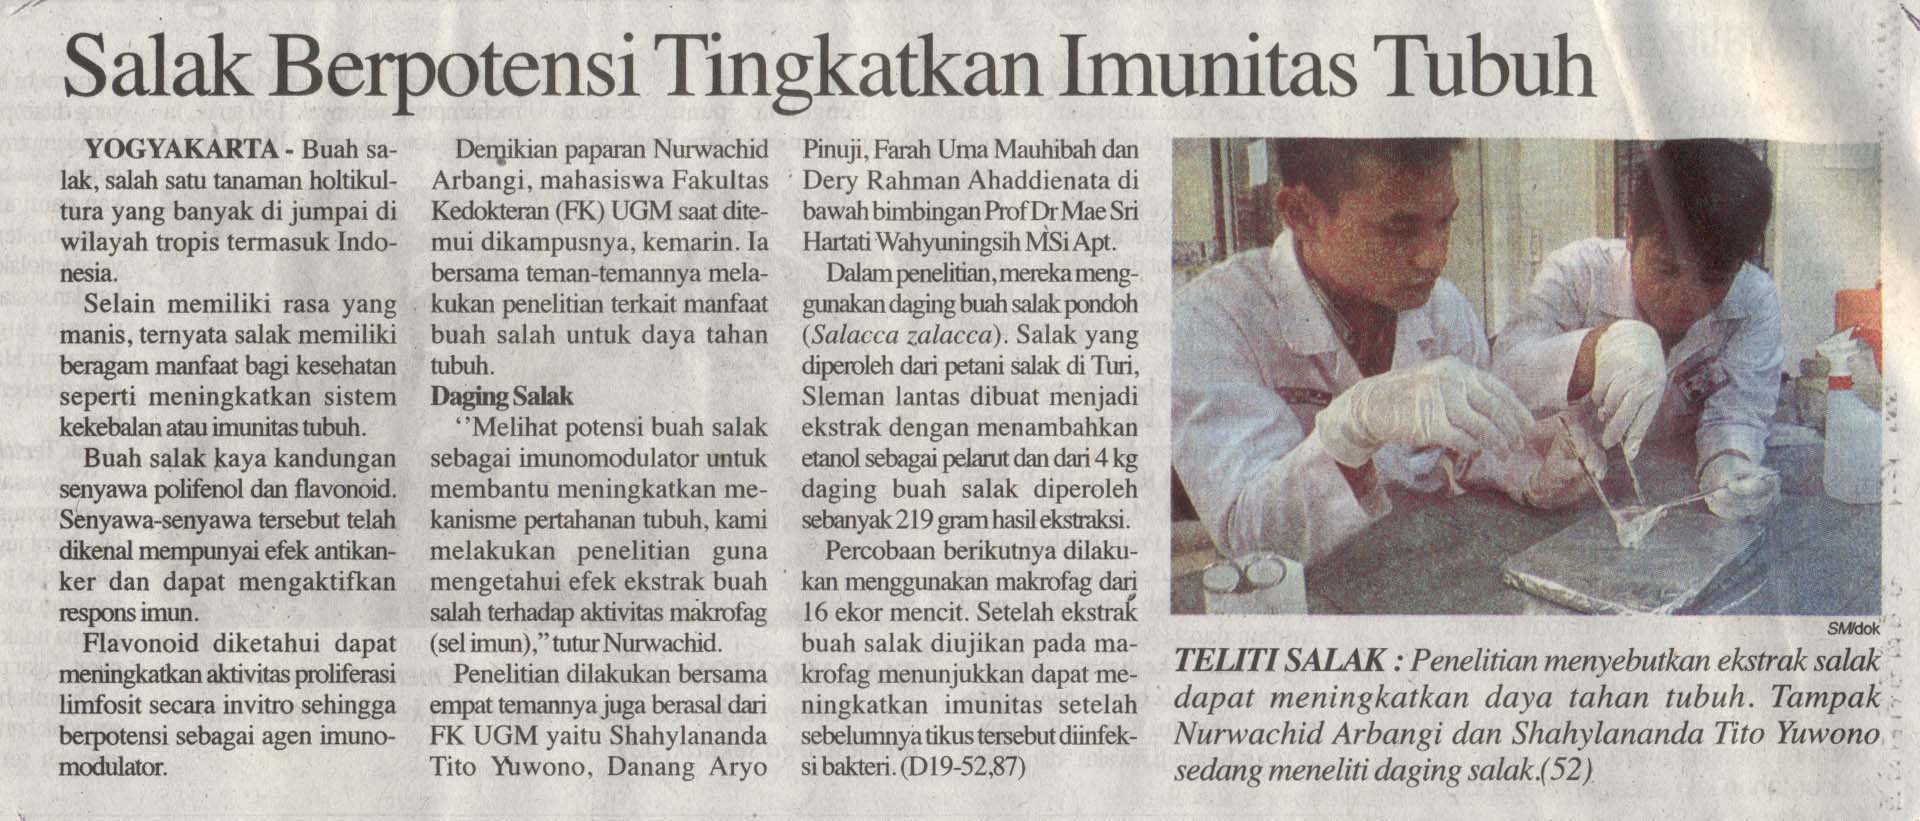 Salak Berpotensi Tingkatkan Imunitas Tubuh
YOGYAKARTA - Buah sa-
lak, salah satu tanaman holtikul-
tura yang banyak di jumpai di
wilayah tropis termasuk Indo-
nesia.
Selain memiliki rasa yang
manis, ternyata salak memiliki
beragam manfaat bagi kesehatan
seperti meningkatkan sistem
kekebalan atau imunitas tubuh.
Buah salak kaya kandungan
senyawa polifenol dan flavonoid.
Senyawa-senyawa tersebut telah
dikenal mempunyai efek antikan-
ker dan dapat mengaktifkan
respons imun.
Flavonoid diketahui dapat
meningkatkan aktivitas proliferasi
limfosit secara invitro sehingga
berpotensi sebagai agen imuno-
modulator.
Demikian paparan Nurwachid
Arbangi, mahasiswa Fakultas
Kedokteran (FK) UGM saat dite-
mui dikampusnya, kemarin. Ia
bersama teman-temannya mela-
kukan penelitian terkait manfaat
buah salah untuk daya tahan
tubuh.
Daging Salak
‘’Melihat potensi buah salak
sebagai imunomodulator untuk
membantu meningkatkan me-
kanisme pertahanan tubuh, kami
melakukan penelitian guna
mengetahui efek ekstrak buah
salah terhadap aktivitas makrofag
(sel imun),” tutur Nurwachid.
Penelitian dilakukan bersama
empat temannya juga berasal dari
FK UGM yaitu Shahylananda
Tito Yuwono, Danang Aryo
Pinuji, Farah Uma Mauhibah dan
Dery Rahman Ahaddienata di
bawah bimbingan Prof Dr Mae Sri
Hartati Wahyuningsih MSi Apt.
Dalam penelitian, mereka meng-
gunakan daging buah salak pondoh
(Salacca zalacca). Salak yang
diperoleh dari petani salak di Turi,
Sleman lantas dibuat menjadi
ekstrak dengan menambahkan
etanol sebagai pelarut dan dari 4 kg
daging buah salak diperoleh
sebanyak 219 gram hasil ekstraksi.
Percobaan berikutnya dilaku-
kan menggunakan makrofag dari
16 ekor mencit. Setelah ekstrak
buah salak diujikan pada ma-
krofag menunjukkan dapat me-
ningkatkan imunitas setelah
sebelumnya tikus tersebut diinfek-
si bakteri. (D19-52,87)
SM/dok
TELITI SALAK : Penelitian menyebutkan ekstrak salak
dapat meningkatkan daya tahan tubuh. Tampak
Nurwachid Arbangi dan Shahylananda Tito Yuwono
sedang meneliti daging salak.(52)